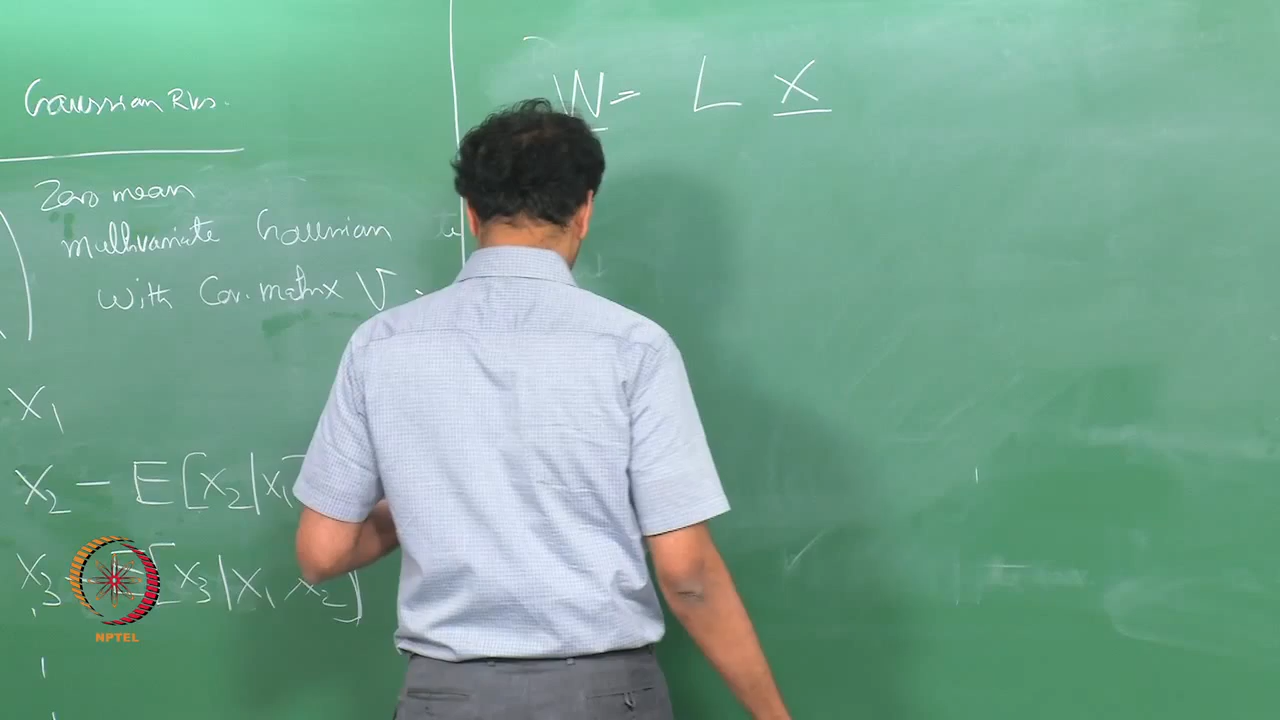 Gaussian RVs.
Zero mean
multivariate Gaussian
with Cov. matrix V.
X1
X2 - E[X2|X1]
X3 - E[X3|X1, X2]
W = L X
NPTEL